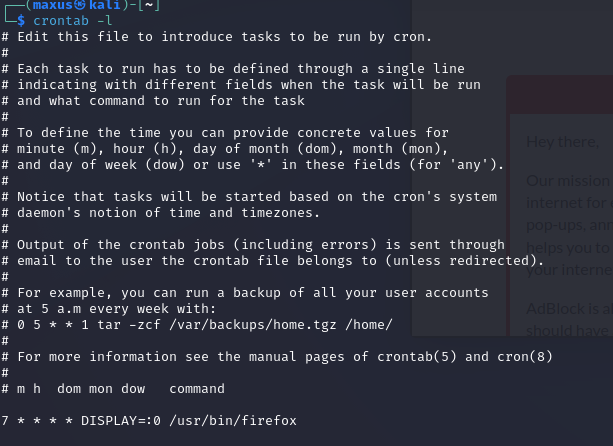 ┌──(maxus㉿kali)-[~]
└─$ crontab -l
# Edit this file to introduce tasks to be run by cron.
#
# Each task to run has to be defined through a single line
# indicating with different fields when the task will be run
# and what command to run for the task
#
# To define the time you can provide concrete values for
# minute (m), hour (h), day of month (dom), month (mon),
# and day of week (dow) or use '*' in these fields (for 'any').
#
# Notice that tasks will be started based on the cron's system
# daemon's notion of time and timezones.
#
# Output of the crontab jobs (including errors) is sent through
# email to the user the crontab file belongs to (unless redirected).
#
# For example, you can run a backup of all your user accounts
# at 5 a.m every week with:
# 0 5 * * 1 tar -zcf /var/backups/home.tgz /home/
#
# For more information see the manual pages of crontab(5) and cron(8)
#
# m h  dom mon dow   command
7 * * * * DISPLAY=:0 /usr/bin/firefox
Hey there,
Our mission
internet for
pop-ups, an
helps you to
your interne
AdBlock is al
should have